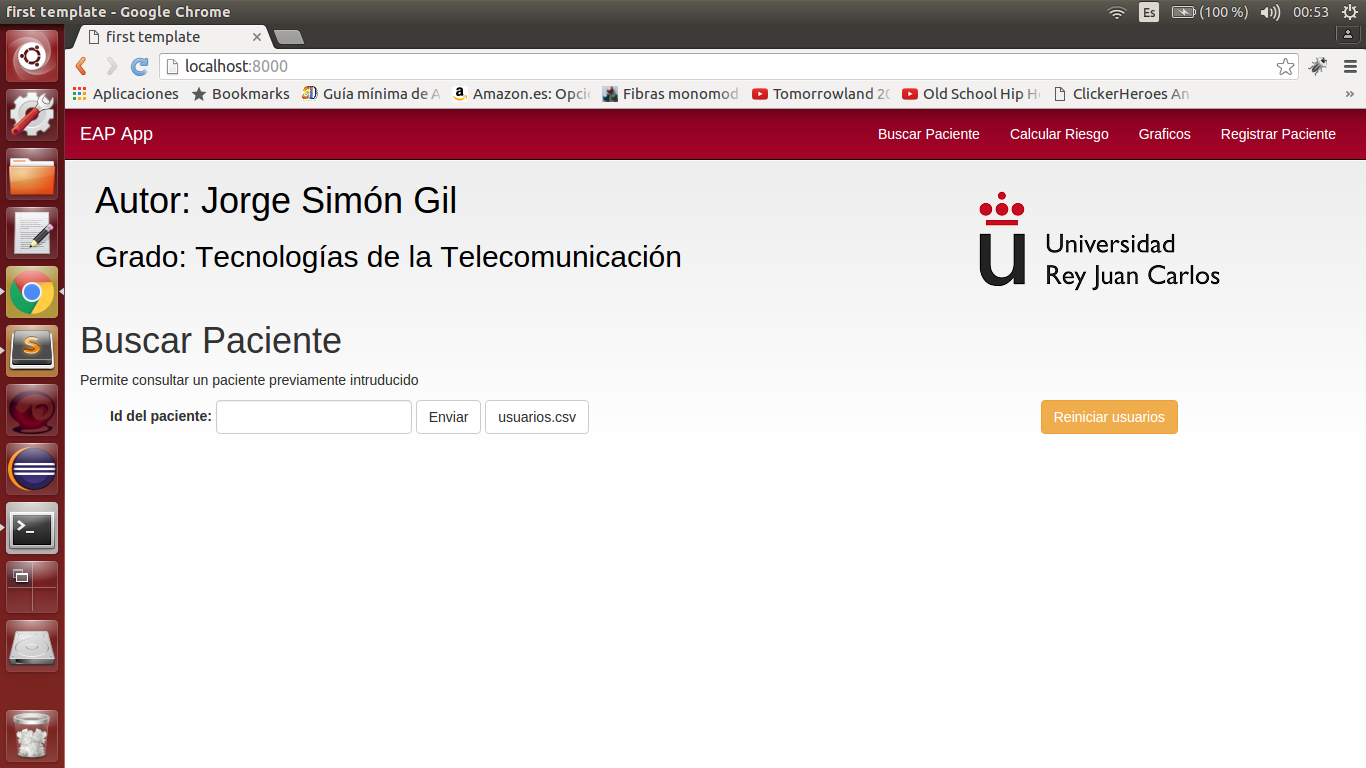 first template - Google Chrome
Es (100 %) 00:53
first template
localhost:8000
Aplicaciones Bookmarks Guía mínima de A Amazon.es: Opci Fibras monomod Tomorrowland 20 Old School Hip H ClickerHeroes An »
EAP App Buscar Paciente Calcular Riesgo Graficos Registrar Paciente
Autor: Jorge Simón Gil
Grado: Tecnologías de la Telecomunicación
u Universidad
Rey Juan Carlos
Buscar Paciente
Permite consultar un paciente previamente intruducido
Id del paciente: Enviar usuarios.csv Reiniciar usuarios